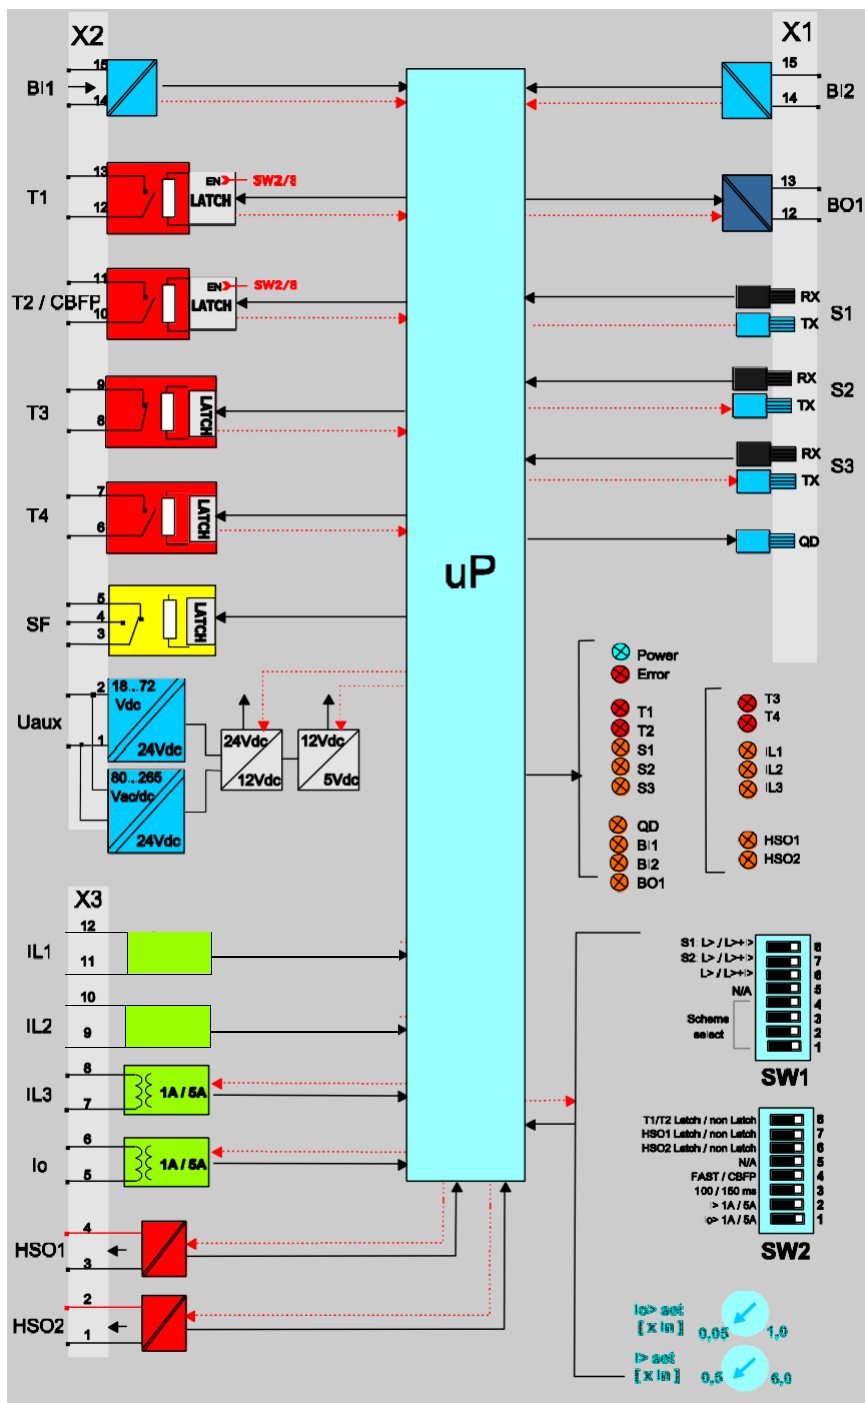 X2
X1
15
BI1
14
15
14
BI2
13
T1
12
EN
SW2/8
LATCH
13
12
BO1
11
T2 / CBFP
10
EN
SW2/8
LATCH
RX
S1
TX
9
T3
8
LATCH
RX
S2
TX
RX
S3
TX
7
T4
6
LATCH
QD
uP
5
SF
4
3
LATCH
2
Uaux
1
18...72
Vdc
24Vdc
80...265
Vac/dc
24Vdc
24Vdc
12Vdc
12Vdc
5Vdc
Power
Error
T1
T2
S1
S2
S3
QD
BI1
BI2
BO1
T3
T4
IL1
IL2
IL3
HSO1
HSO2
X3
12
IL1
11
10
IL2
9
8
IL3
7
1A / 5A
6
Io
5
1A / 5A
4
HSO1
3
2
HSO2
1
S1: L> / L>+I> 8
S2: L> / L>+I> 7
L> / L>+I> 6
N/A 5
4
Scheme 3
select 2
1
SW1
T1/T2 Latch / non Latch 8
HSO1 Latch / non Latch 7
HSO2 Latch / non Latch 6
N/A 5
FAST / CBFP 4
100 / 150 ms 3
I> 1A / 5A 2
Io> 1A / 5A 1
SW2
Io> set
[ x In ] 0,05 1,0
I> set
[ x In ] 0,5 6,0